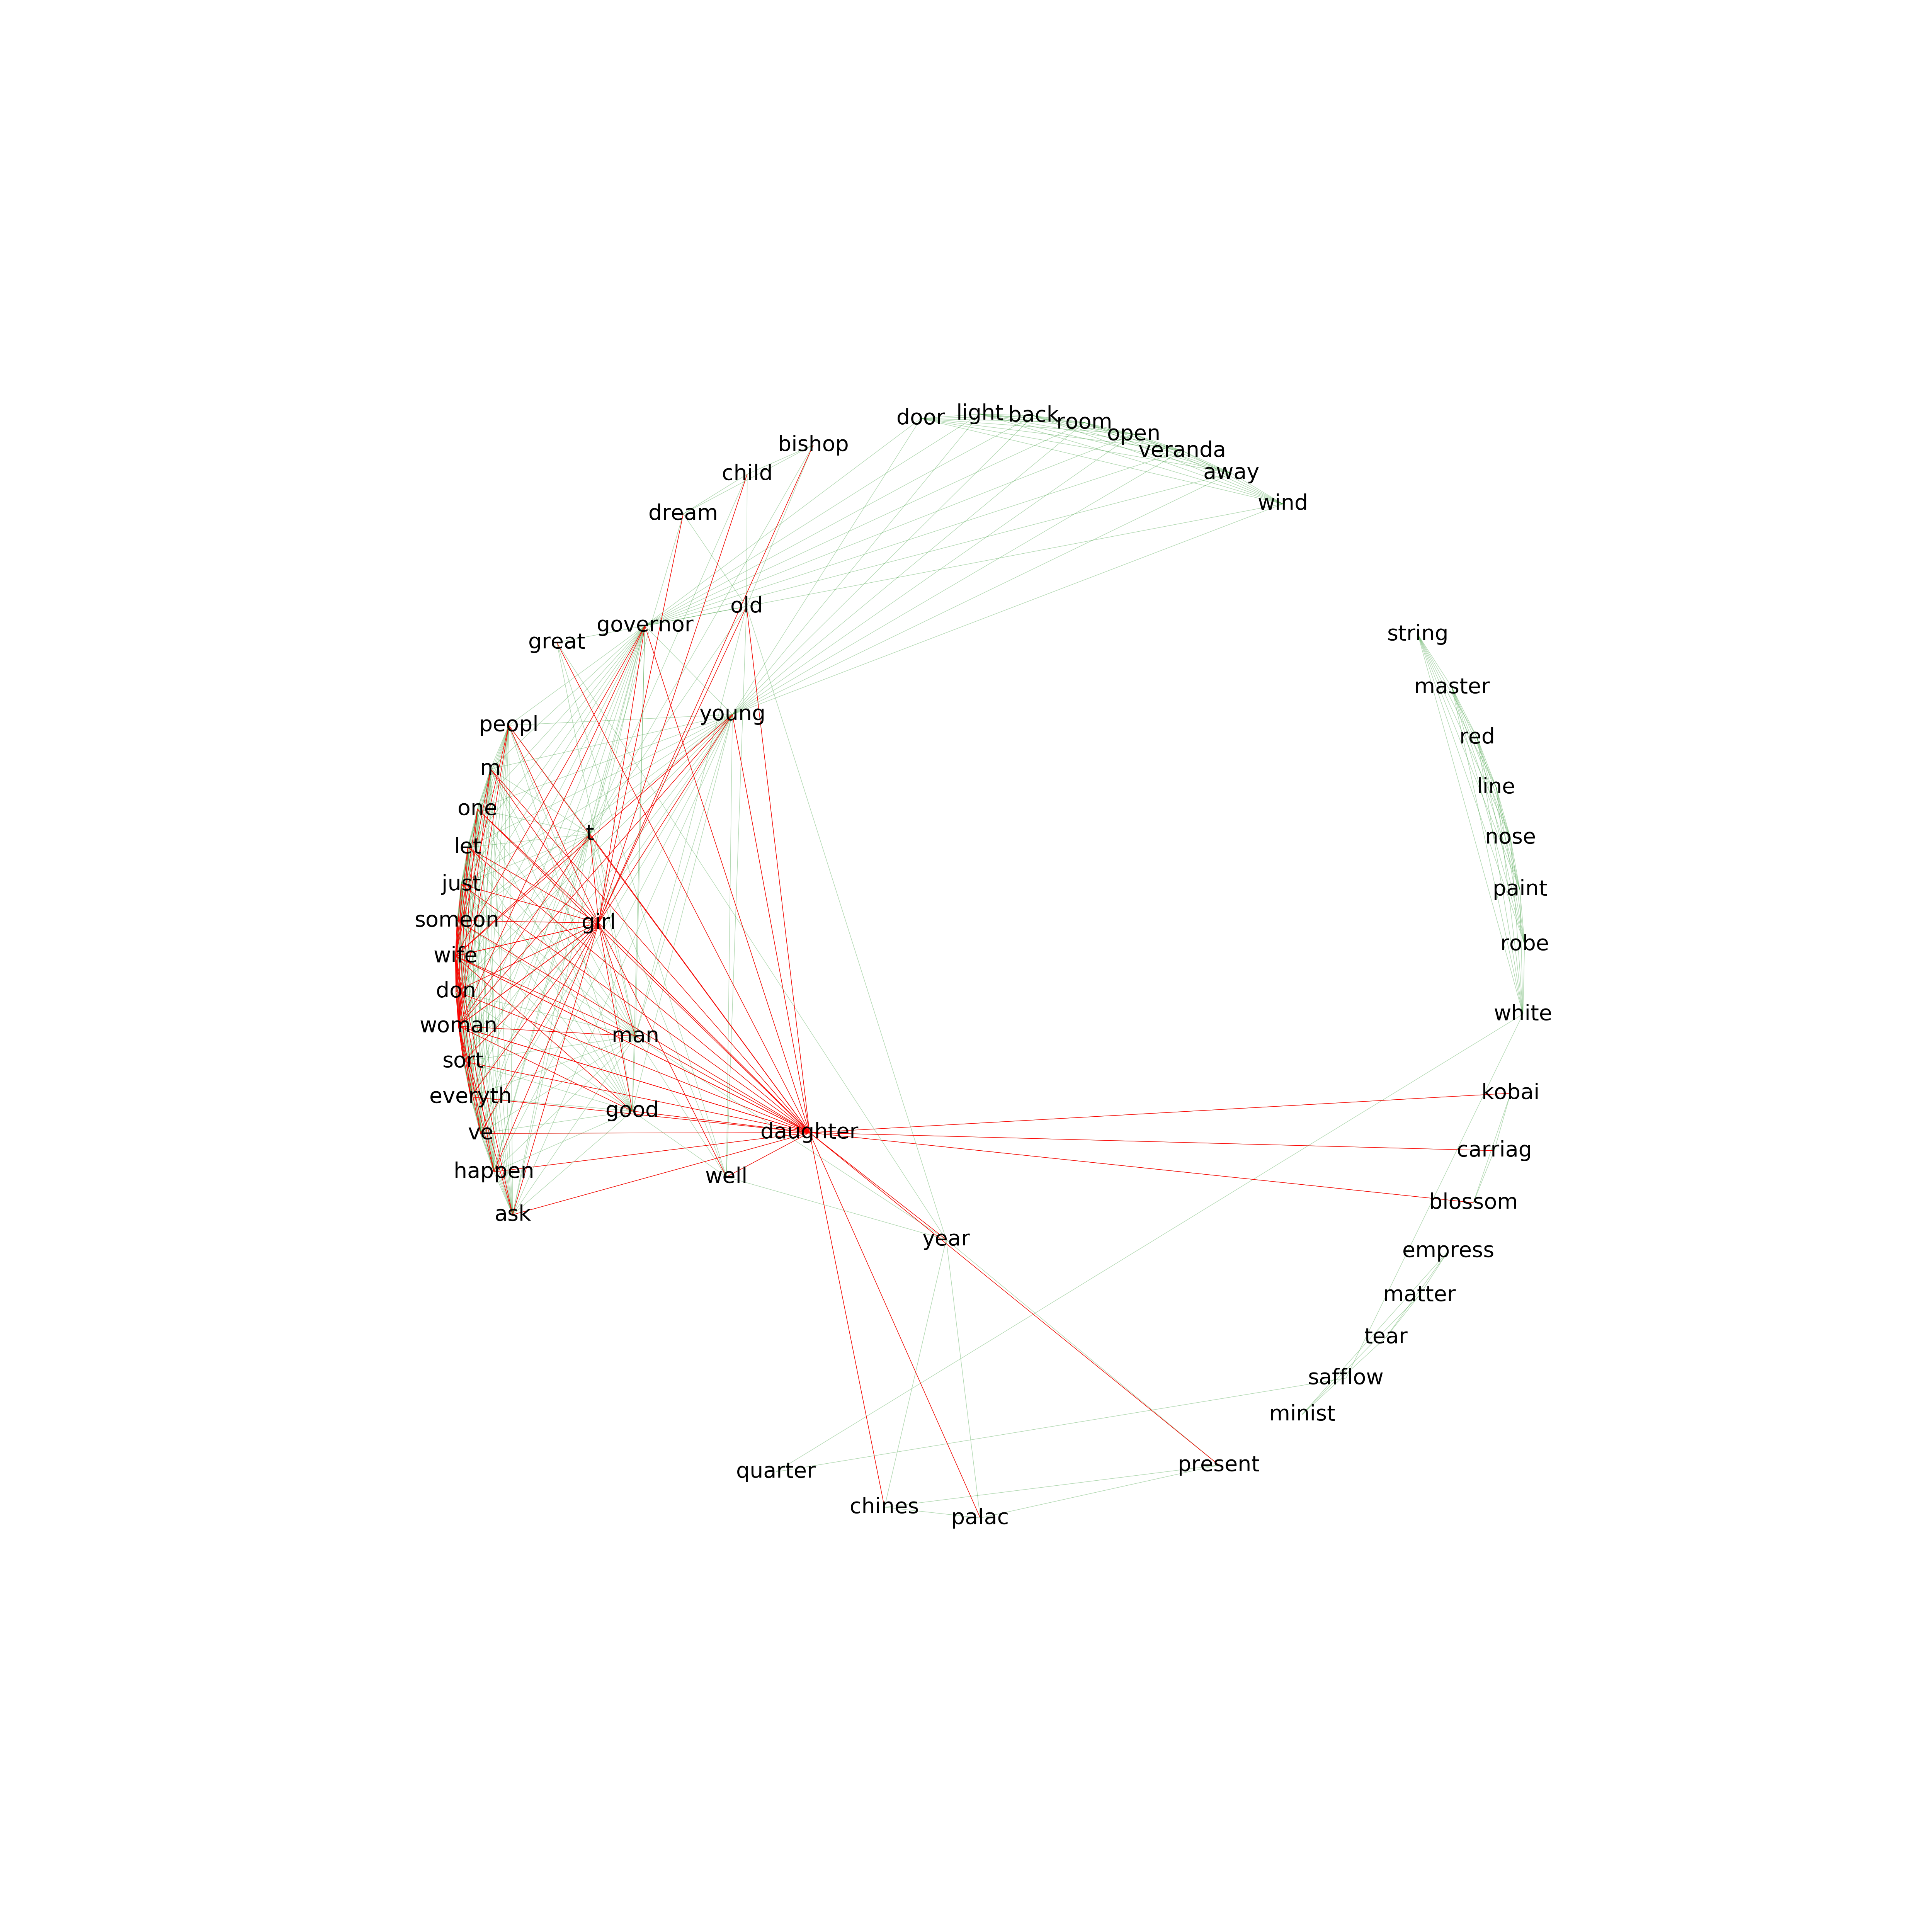 light
back
door
room
open
bishop
veranda
away
child
wind
dream
old
governor
string
great
master
young
peopl
red
m
line
one
t
nose
let
just
paint
someon
girl
robe
wife
don
white
woman
man
sort
kobai
everyth
good
daughter
ve
carriag
happen
well
blossom
ask
year
empress
matter
tear
safflow
minist
present
quarter
chines
palac